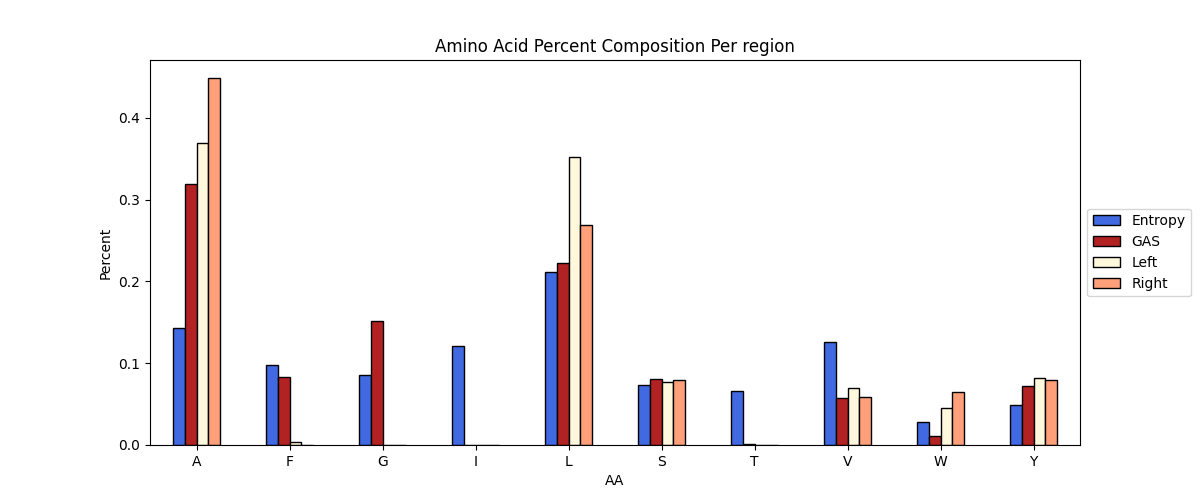 Amino Acid Percent Composition Per region
Percent
0.4
0.3
0.2
0.1
0.0
A F G I L S T V W Y
AA
Entropy
GAS
Left
Right